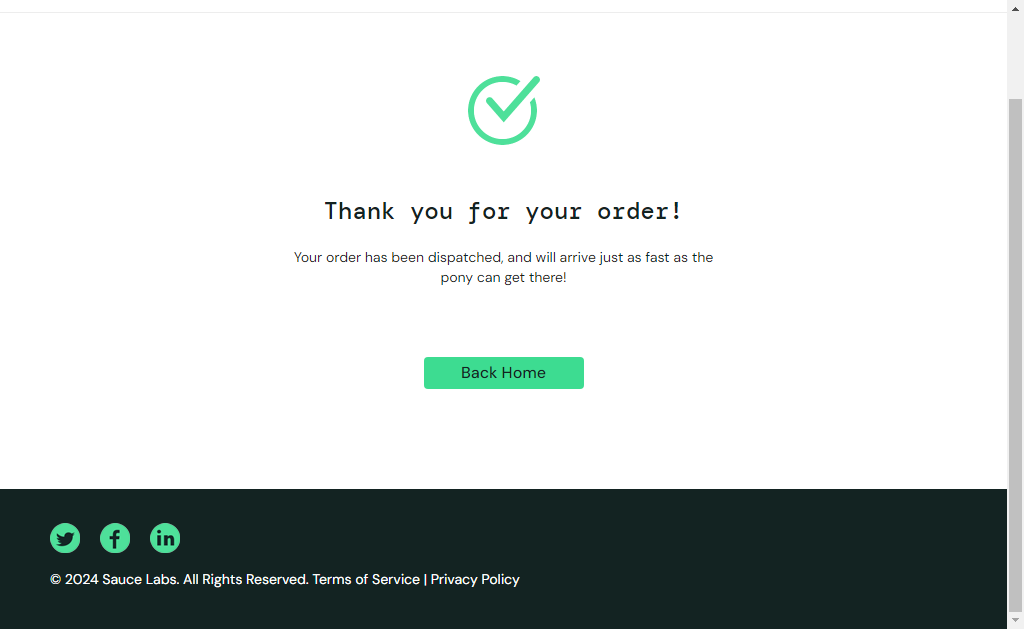 Thank you for your order!
Your order has been dispatched, and will arrive just as fast as the
pony can get there!
Back Home
© 2024 Sauce Labs. All Rights Reserved. Terms of Service | Privacy Policy